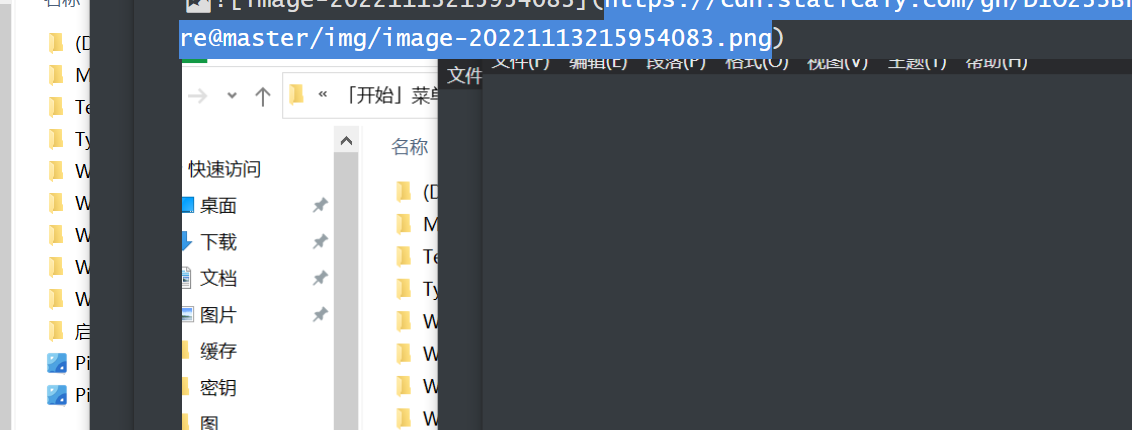 名称
![image-20221113215954083](https://cdn.statically.com/gh/
re@master/img/image-20221113215954083.png)
文件(F) 编辑(E) 段落(P) 格式(O) 视图(V) 主题(T) 帮助(H)
文件
« 「开始」菜单
名称
快速访问
桌面
下载
文档
图片
缓存
密钥
图
(D
M
Te
Ty
W
W
W
W
W
启
Pi
Pi
(D
M
Te
Ty
W
W
W
W